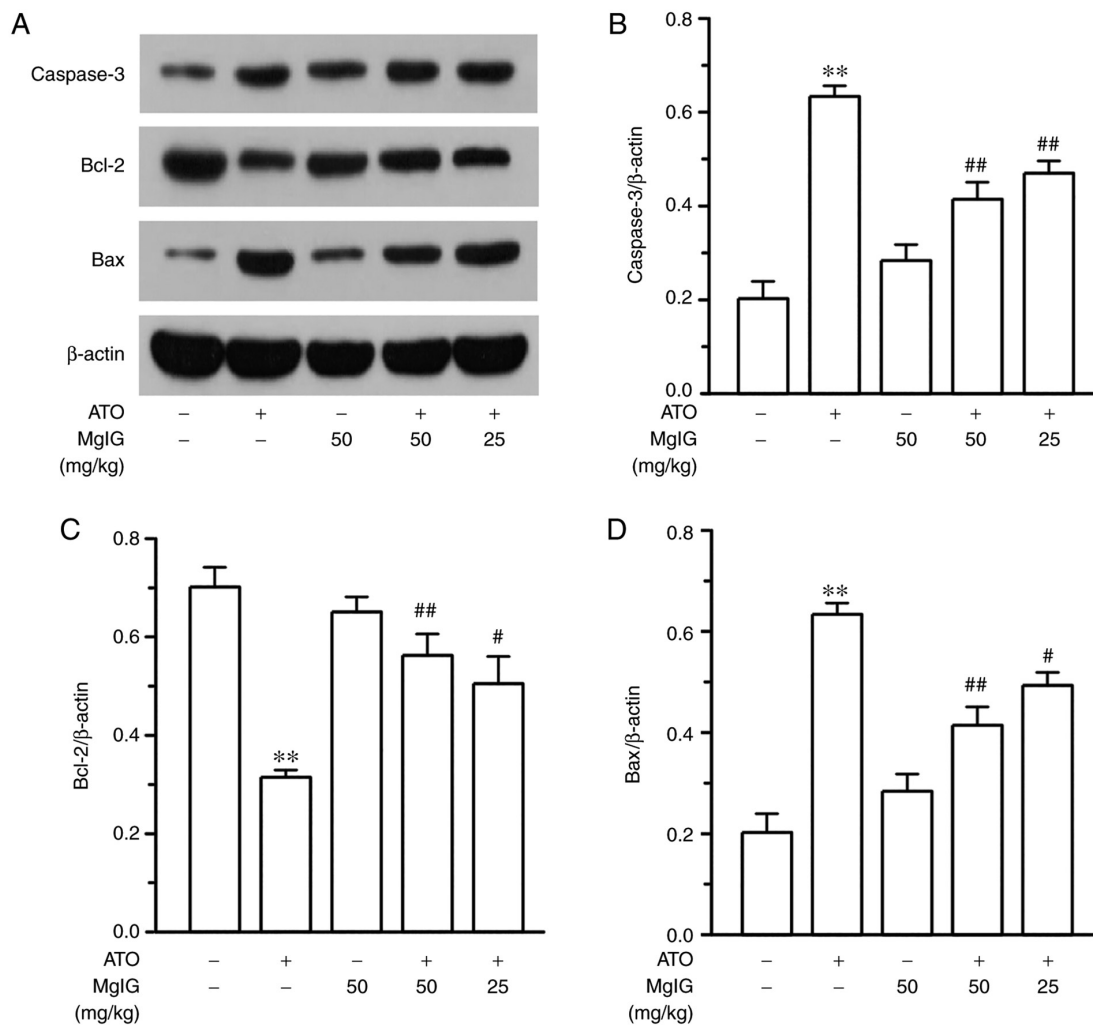 A
Caspase-3
Bcl-2
Bax
β-actin
ATO – + – + +
MgIG – – 50 50 25
(mg/kg)
B
Caspase-3/β-actin
0.8
0.6
0.4
0.2
0.0
**
##
##
ATO – + – + +
MgIG – – 50 50 25
(mg/kg)
C
Bcl-2/β-actin
0.8
0.6
0.4
0.2
0.0
**
##
#
ATO – + – + +
MgIG – – 50 50 25
(mg/kg)
D
Bax/β-actin
0.8
0.6
0.4
0.2
0.0
**
##
#
ATO – + – + +
MgIG – – 50 50 25
(mg/kg)